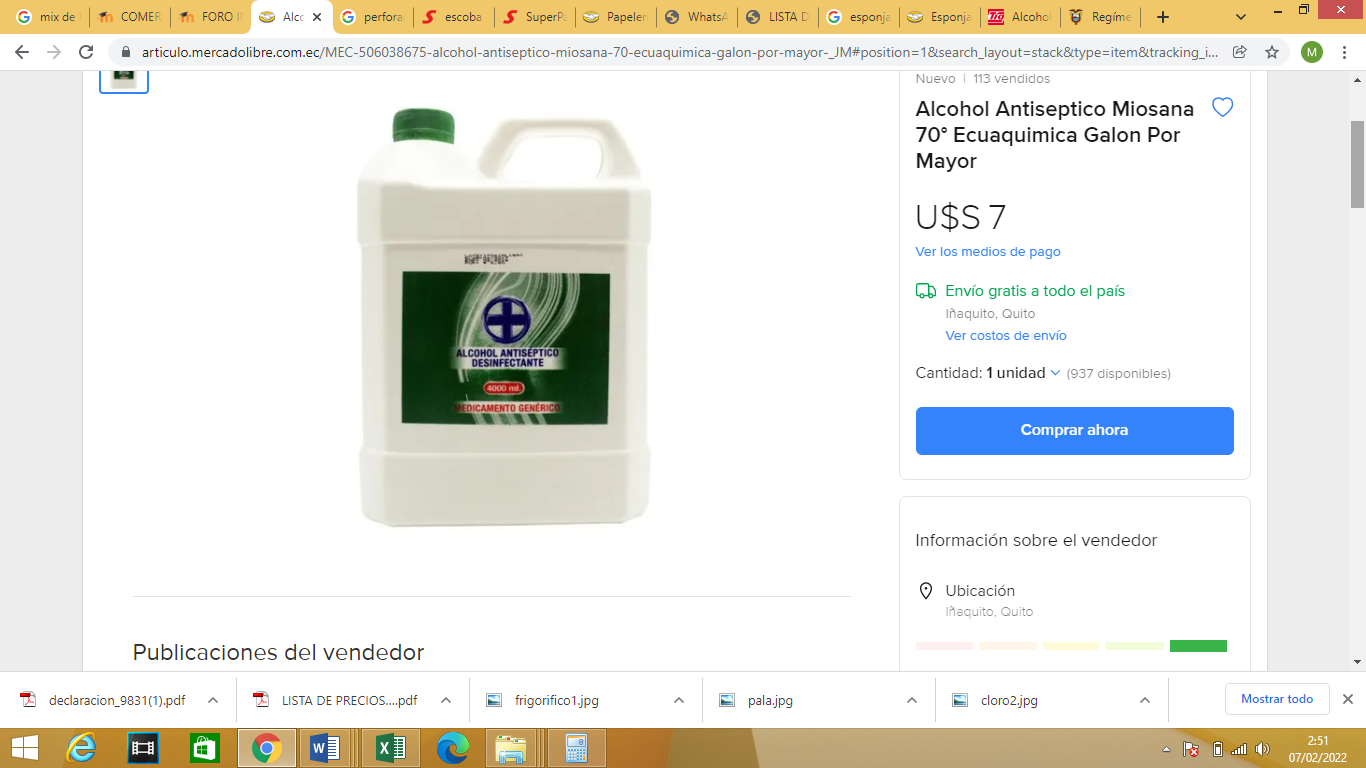 mix de
COMER
FORO I
Alco
perfora
escoba
SuperPa
Papeler
WhatsA
LISTA D
esponja
Esponja
TIA
Alcohol
Regíme
articulo.mercadolibre.com.ec/MEC-506038675-alcohol-antiseptico-miosana-70-ecuaquimica-galon-por-mayor-_JM#position=1&search_layout=stack&type=item&tracking_i...
M
Nuevo | 113 vendidos
Alcohol Antiseptico Miosana
70° Ecuaquimica Galon Por
Mayor
U$S 7
Ver los medios de pago
Envío gratis a todo el país
Iñaquito, Quito
Ver costos de envío
Cantidad: 1 unidad (937 disponibles)
Comprar ahora
Información sobre el vendedor
Ubicación
Iñaquito, Quito
ALCOHOL ANTISÉPTICO
DESINFECTANTE
4000 ml.
MEDICAMENTO GENÉRICO
Publicaciones del vendedor
declaracion_9831(1).pdf
LISTA DE PRECIOS....pdf
frigorifico1.jpg
pala.jpg
cloro2.jpg
Mostrar todo
2:51
07/02/2022